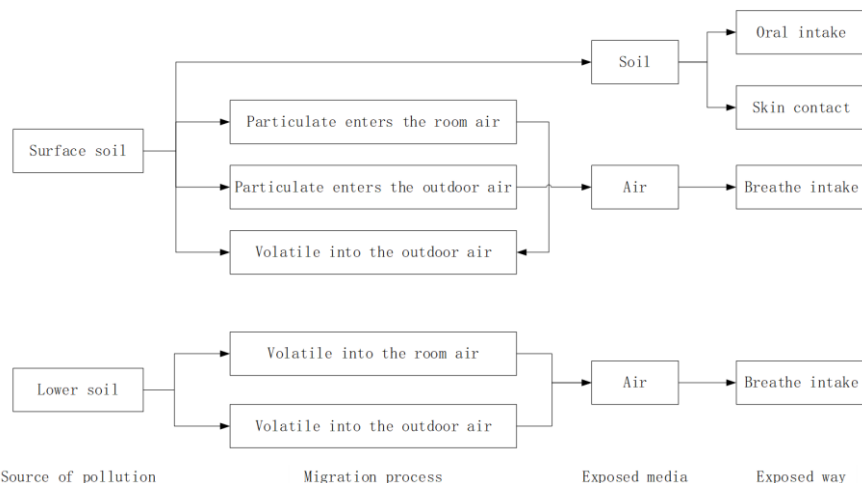 Oral intake
Soil
Skin contact
Particulate enters the room air
Surface soil
Particulate enters the outdoor air
Air
Breathe intake
Volatile into the outdoor air
Volatile into the room air
Lower soil
Air
Breathe intake
Volatile into the outdoor air
Source of pollution
Migration process
Exposed media
Exposed way